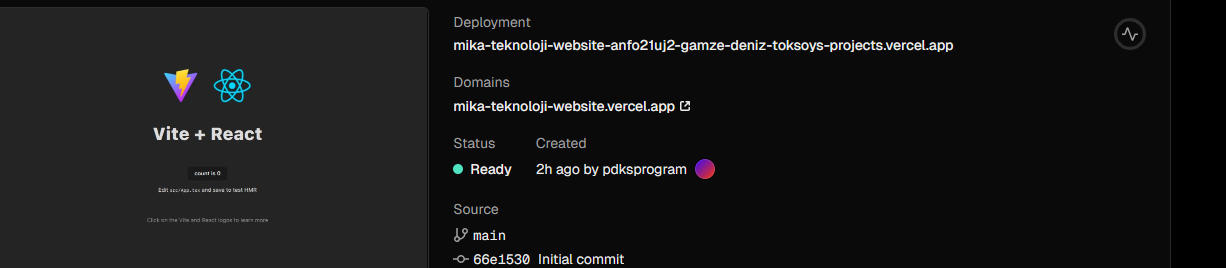 Vite + React
count is 0
Edit src/App.tsx and save to test HMR
Click on the Vite and React logos to learn more
Deployment
mika-teknoloji-website-anfo21uj2-gamze-deniz-toksoys-projects.vercel.app
Domains
mika-teknoloji-website.vercel.app
Status Created
Ready 2h ago by pdksprogram
Source
main
66e1530 Initial commit